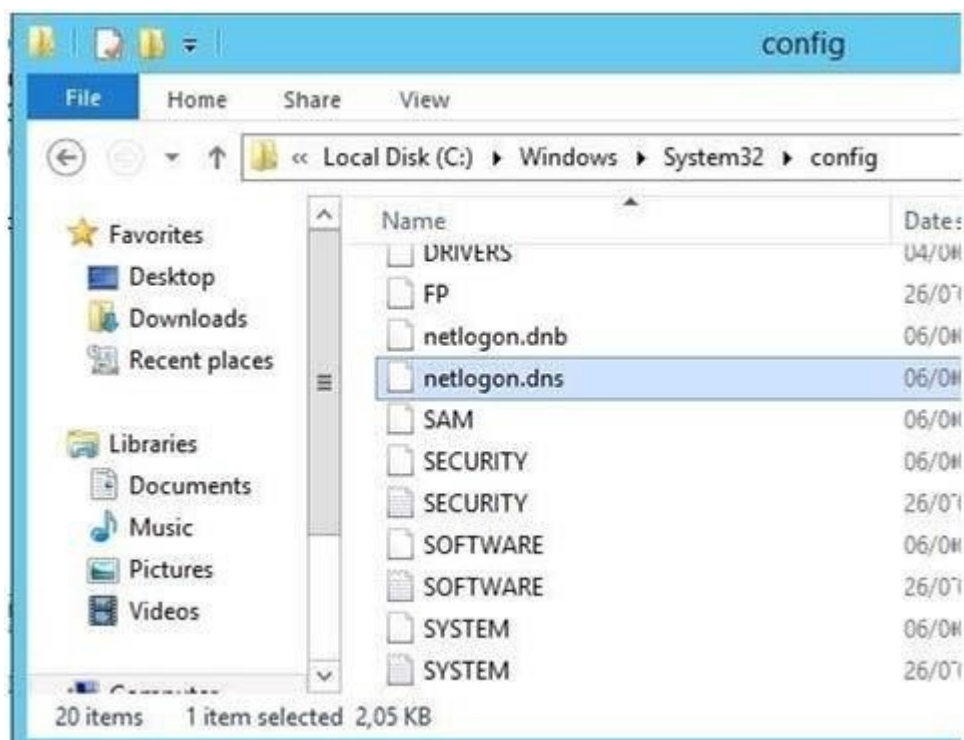 config
File Home Share View
« Local Disk (C:) Windows System32 config
Name
Favorites
Desktop
Downloads
Recent places
Libraries
Documents
Music
Pictures
Videos
DRIVERS
FP
netlogon.dnb
netlogon.dns
SAM
SECURITY
SECURITY
SOFTWARE
SOFTWARE
SYSTEM
SYSTEM
20 items 1 item selected 2,05 KB